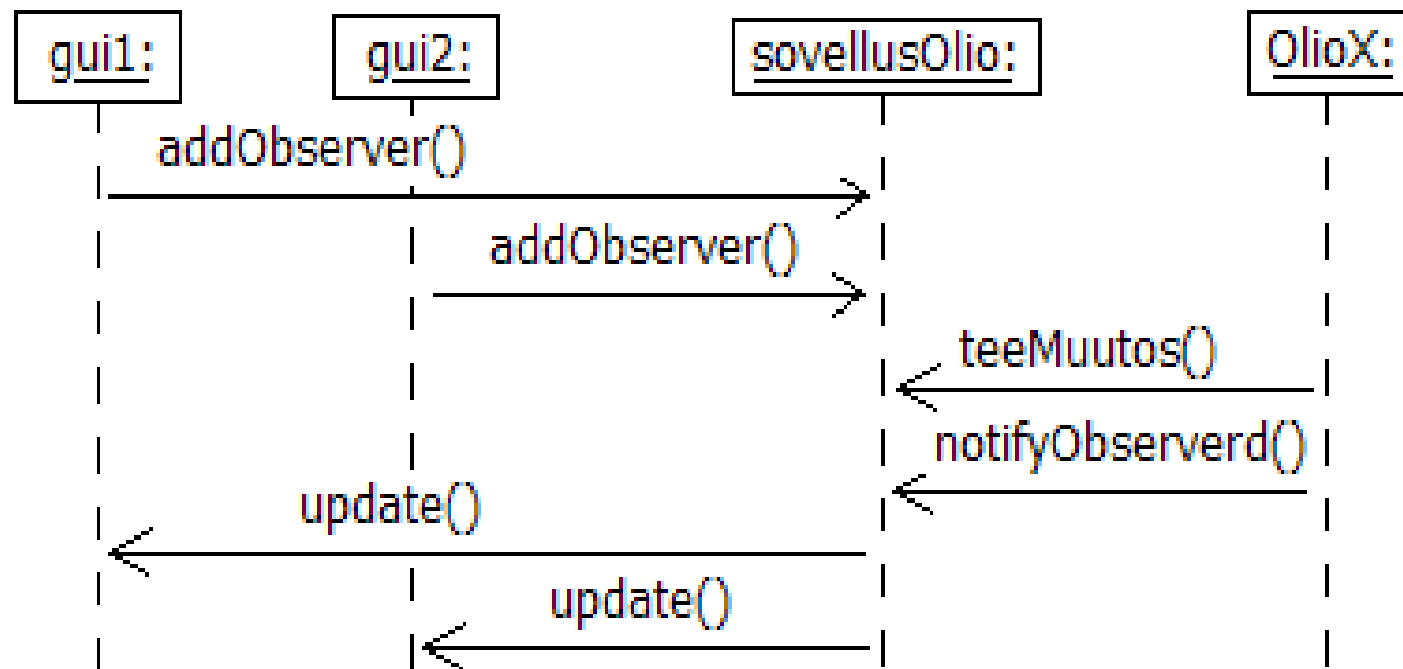 gui1:
gui2:
sovellusOlio:
OlioX:
addObserver()
addObserver()
teeMuutos()
notifyObserverd()
update()
update()